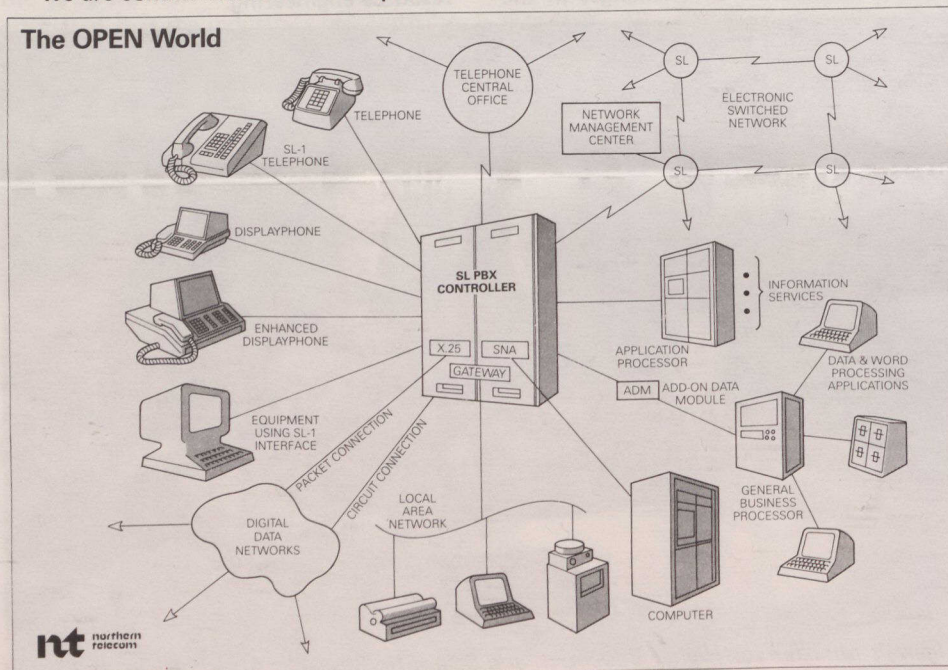 The OPEN World
TELEPHONE
CENTRAL
OFFICE
SL
SL
ELECTRONIC
SWITCHED
NETWORK
NETWORK
MANAGEMENT
CENTER
SL
SL
TELEPHONE
SL-1
TELEPHONE
DISPLAYPHONE
ENHANCED
DISPLAYPHONE
EQUIPMENT
USING SL-1
INTERFACE
SL PBX
CONTROLLER
X.25
SNA
GATEWAY
APPLICATION
PROCESSOR
INFORMATION
SERVICES
DATA & WORD
PROCESSING
APPLICATIONS
ADM
ADD-ON DATA
MODULE
GENERAL
BUSINESS
PROCESSOR
PACKET CONNECTION
CIRCUIT CONNECTION
DIGITAL
DATA
NETWORKS
LOCAL
AREA
NETWORK
COMPUTER
nt northern
telecom